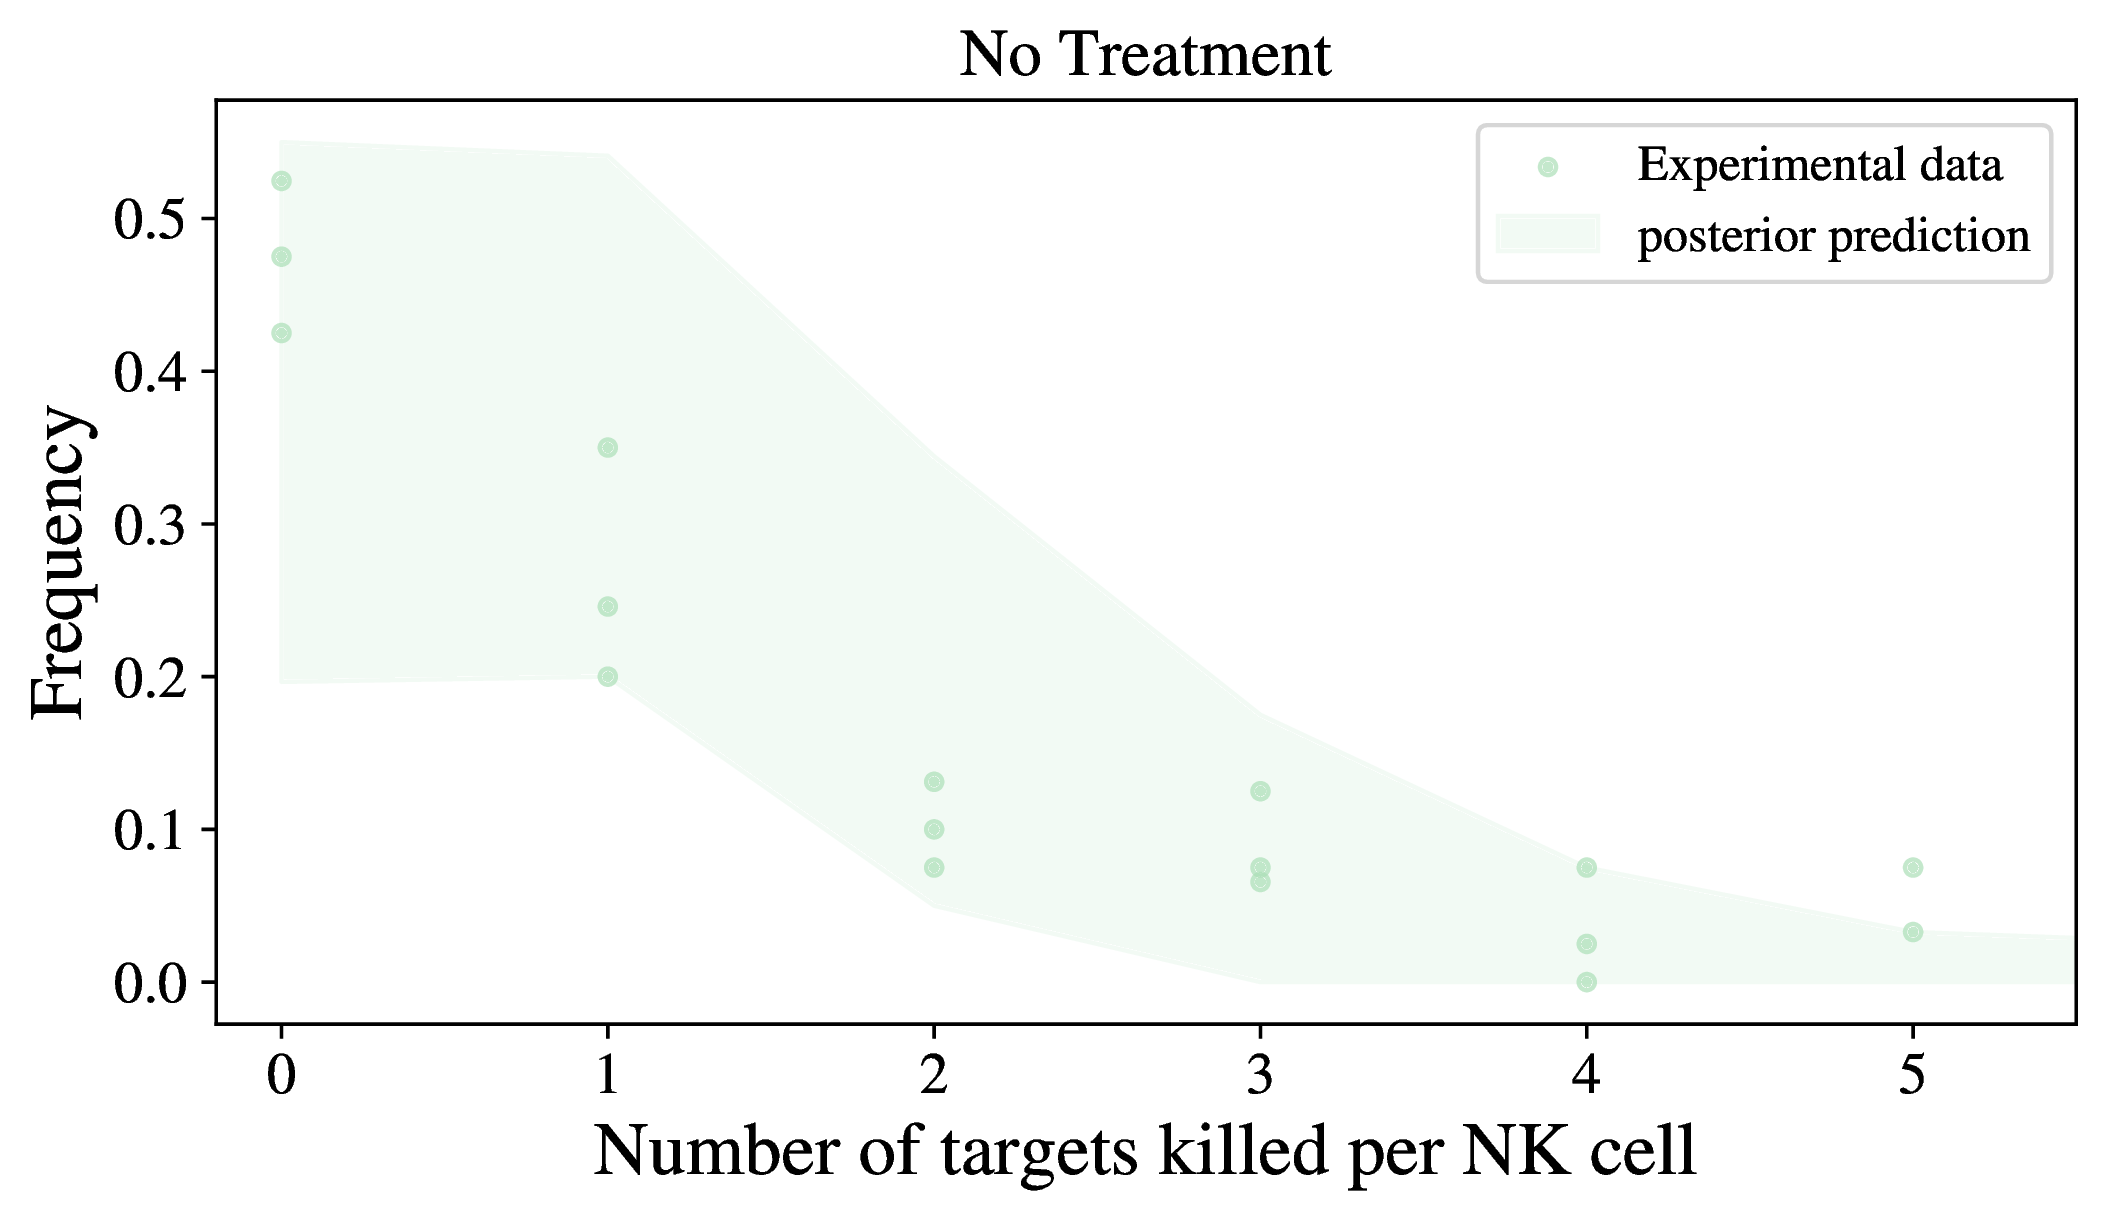 No Treatment
Experimental data
posterior prediction
Frequency
0.5
0.4
0.3
0.2
0.1
0.0
0 1 2 3 4 5
Number of targets killed per NK cell